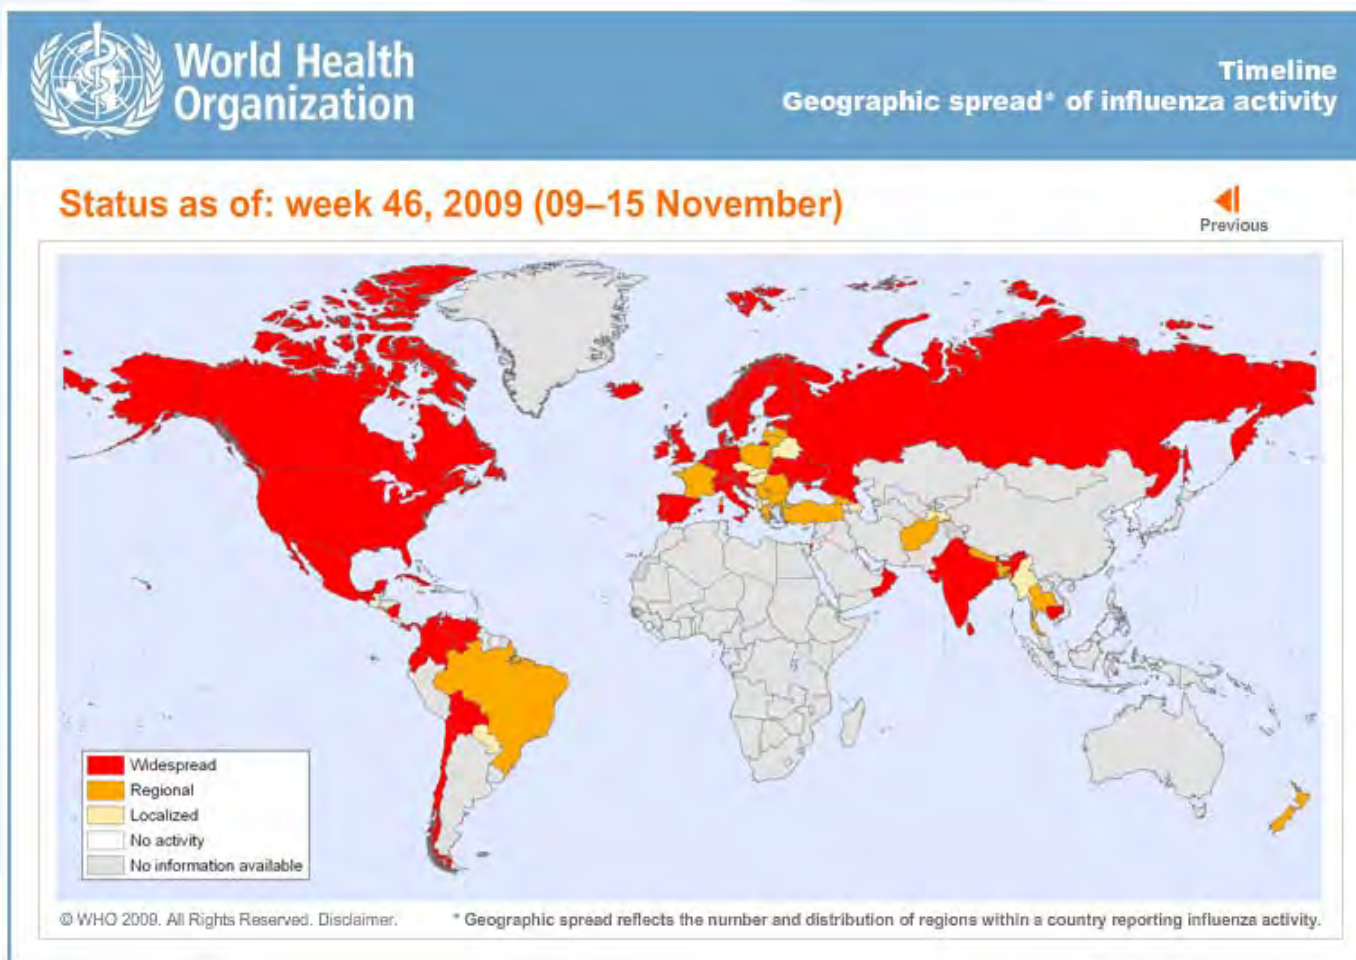 World Health
Organization
Timeline
Geographic spread* of influenza activity
Status as of: week 46, 2009 (09–15 November)
Previous
Widespread
Regional
Localized
No activity
No information available
© WHO 2009. All Rights Reserved. Disclaimer.
* Geographic spread reflects the number and distribution of regions within a country reporting influenza activity.